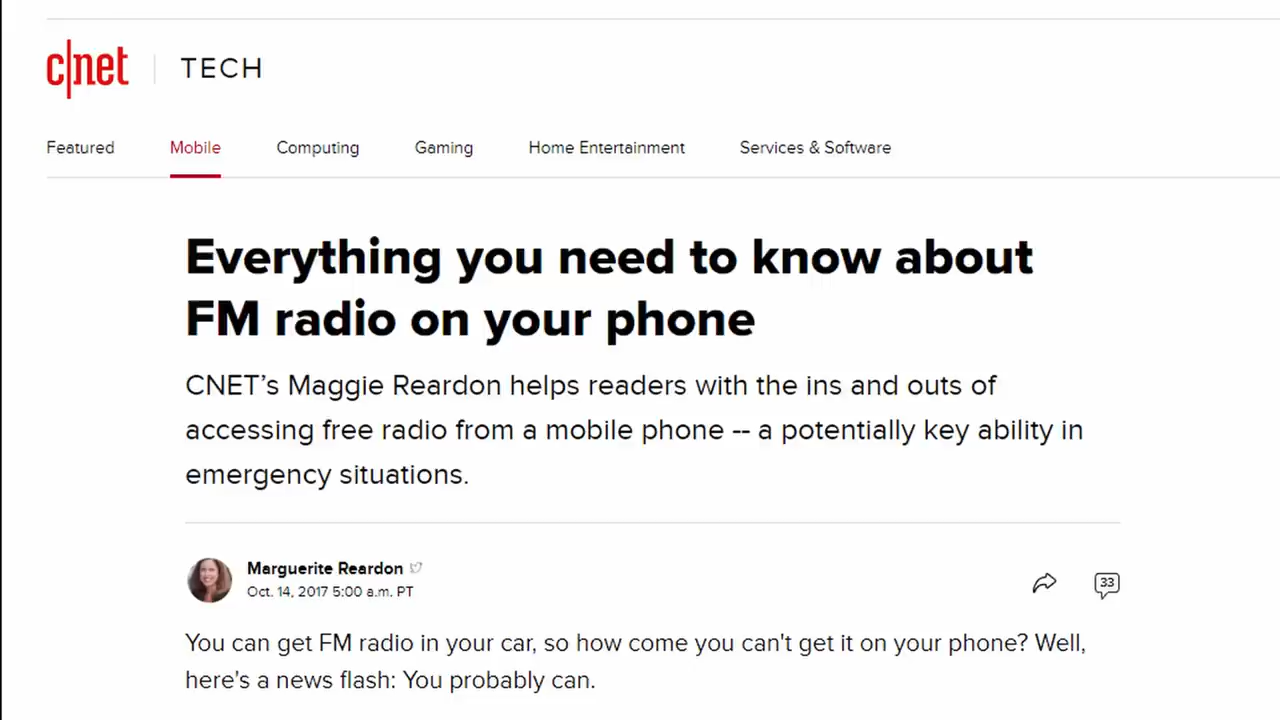 c|net TECH
Featured Mobile Computing Gaming Home Entertainment Services & Software
Everything you need to know about
FM radio on your phone
CNET’s Maggie Reardon helps readers with the ins and outs of
accessing free radio from a mobile phone -- a potentially key ability in
emergency situations.
Marguerite Reardon
Oct. 14, 2017 5:00 a.m. PT
33
You can get FM radio in your car, so how come you can't get it on your phone? Well,
here's a news flash: You probably can.